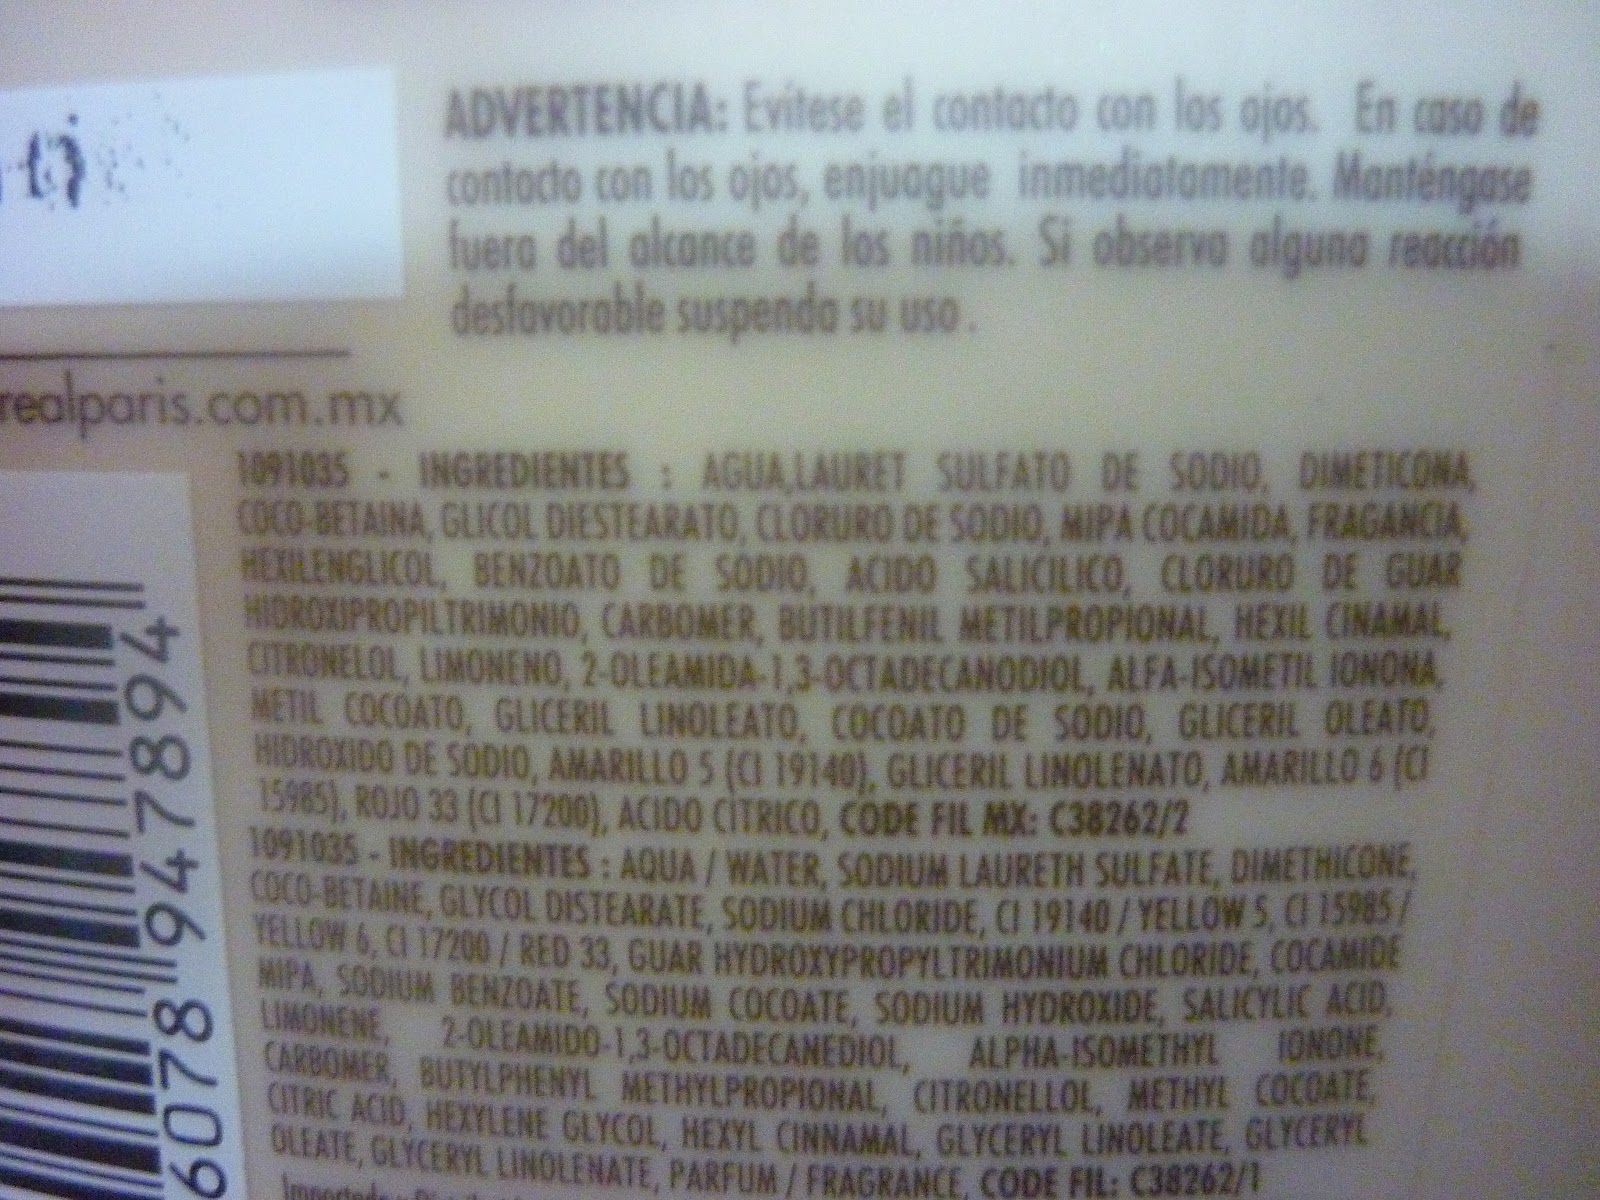 ADVERTENCIA: Evítese el contacto con los ojos. En caso de
contacto con los ojos, enjuague inmediatamente. Manténgase
fuera del alcance de los niños. Si observa alguna reacción
desfavorable suspenda su uso.
realparis.com.mx
1091035 - INGREDIENTES : AGUA,LAURET SULFATO DE SODIO, DIMETICONA,
COCO-BETAINA, GLICOL DIESTEARATO, CLORURO DE SODIO, MIPA COCAMIDA, FRAGANCIA,
HEXILENGLICOL, BENZOATO DE SODIO, ACIDO SALICILICO, CLORURO DE GUAR
HIDROXIPROPILTRIMONIO, CARBOMER, BUTILFENIL METILPROPIONAL, HEXIL CINAMAL,
CITRONELOL, LIMONENO, 2-OLEAMIDA-1,3-OCTADECANODIOL, ALFA-ISOMETIL IONONA,
METIL COCOATO, GLICERIL LINOLEATO, COCOATO DE SODIO, GLICERIL OLEATO,
HIDROXIDO DE SODIO, AMARILLO 5 (CI 19140), GLICERIL LINOLENATO, AMARILLO 6 (CI
15985), ROJO 33 (CI 17200), ACIDO CITRICO, CODE FIL MX: C38262/2
1091035 - INGREDIENTES : AQUA / WATER, SODIUM LAURETH SULFATE, DIMETHICONE,
COCO-BETAINE, GLYCOL DISTEARATE, SODIUM CHLORIDE, CI 19140 / YELLOW 5, CI 15985 /
YELLOW 6, CI 17200 / RED 33, GUAR HYDROXYPROPYLTRIMONIUM CHLORIDE, COCAMIDE
MIPA, SODIUM BENZOATE, SODIUM COCOATE, SODIUM HYDROXIDE, SALICYLIC ACID,
LIMONENE, 2-OLEAMIDO-1,3-OCTADECANEDIOL, ALPHA-ISOMETHYL IONONE,
CARBOMER, BUTYLPHENYL METHYLPROPIONAL, CITRONELLOL, METHYL COCOATE,
CITRIC ACID, HEXYLENE GLYCOL, HEXYL CINNAMAL, GLYCERYL LINOLEATE, GLYCERYL
OLEATE, GLYCERYL LINOLENATE, PARFUM / FRAGRANCE, CODE FIL: C38262/1
6078 947894